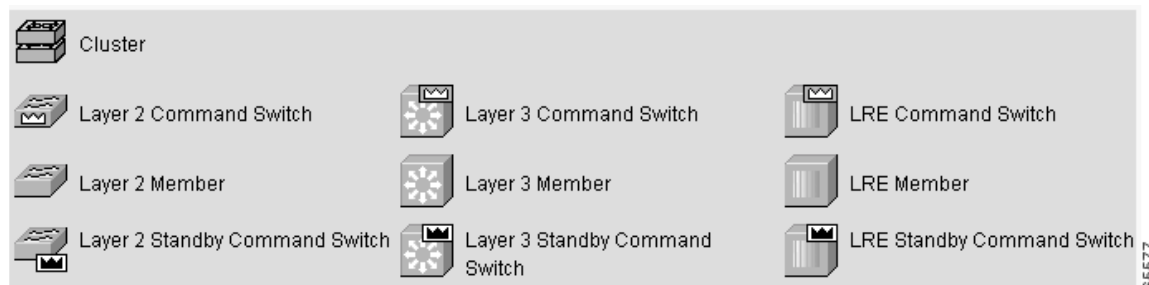 Cluster
Layer 2 Command Switch
Layer 3 Command Switch
LRE Command Switch
Layer 2 Member
Layer 3 Member
LRE Member
Layer 2 Standby Command Switch
Layer 3 Standby Command
Switch
LRE Standby Command Switch